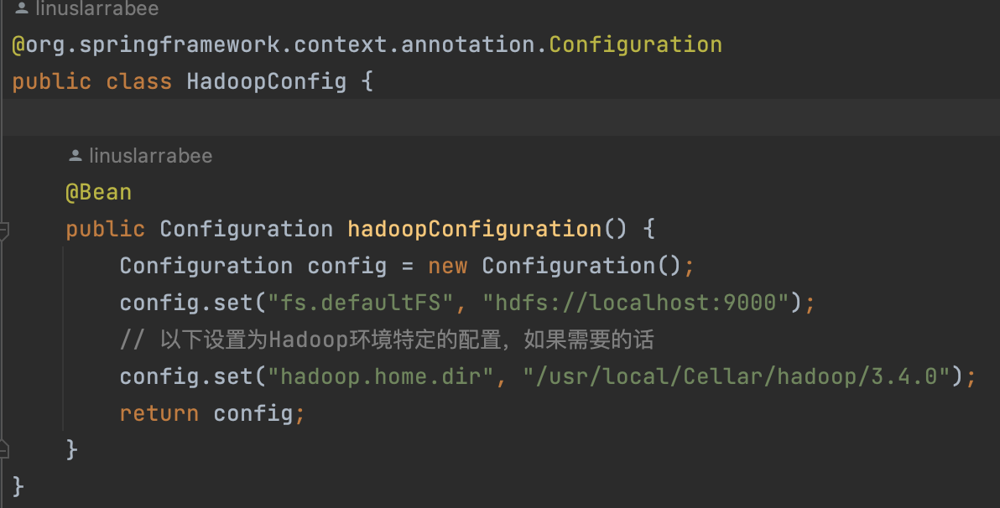 linuslarrabee
@org.springframework.context.annotation.Configuration
public class HadoopConfig {
linuslarrabee
@Bean
public Configuration hadoopConfiguration() {
Configuration config = new Configuration();
config.set("fs.defaultFS", "hdfs://localhost:9000");
// 以下设置为Hadoop环境特定的配置，如果需要的话
config.set("hadoop.home.dir", "/usr/local/Cellar/hadoop/3.4.0");
return config;
}
}